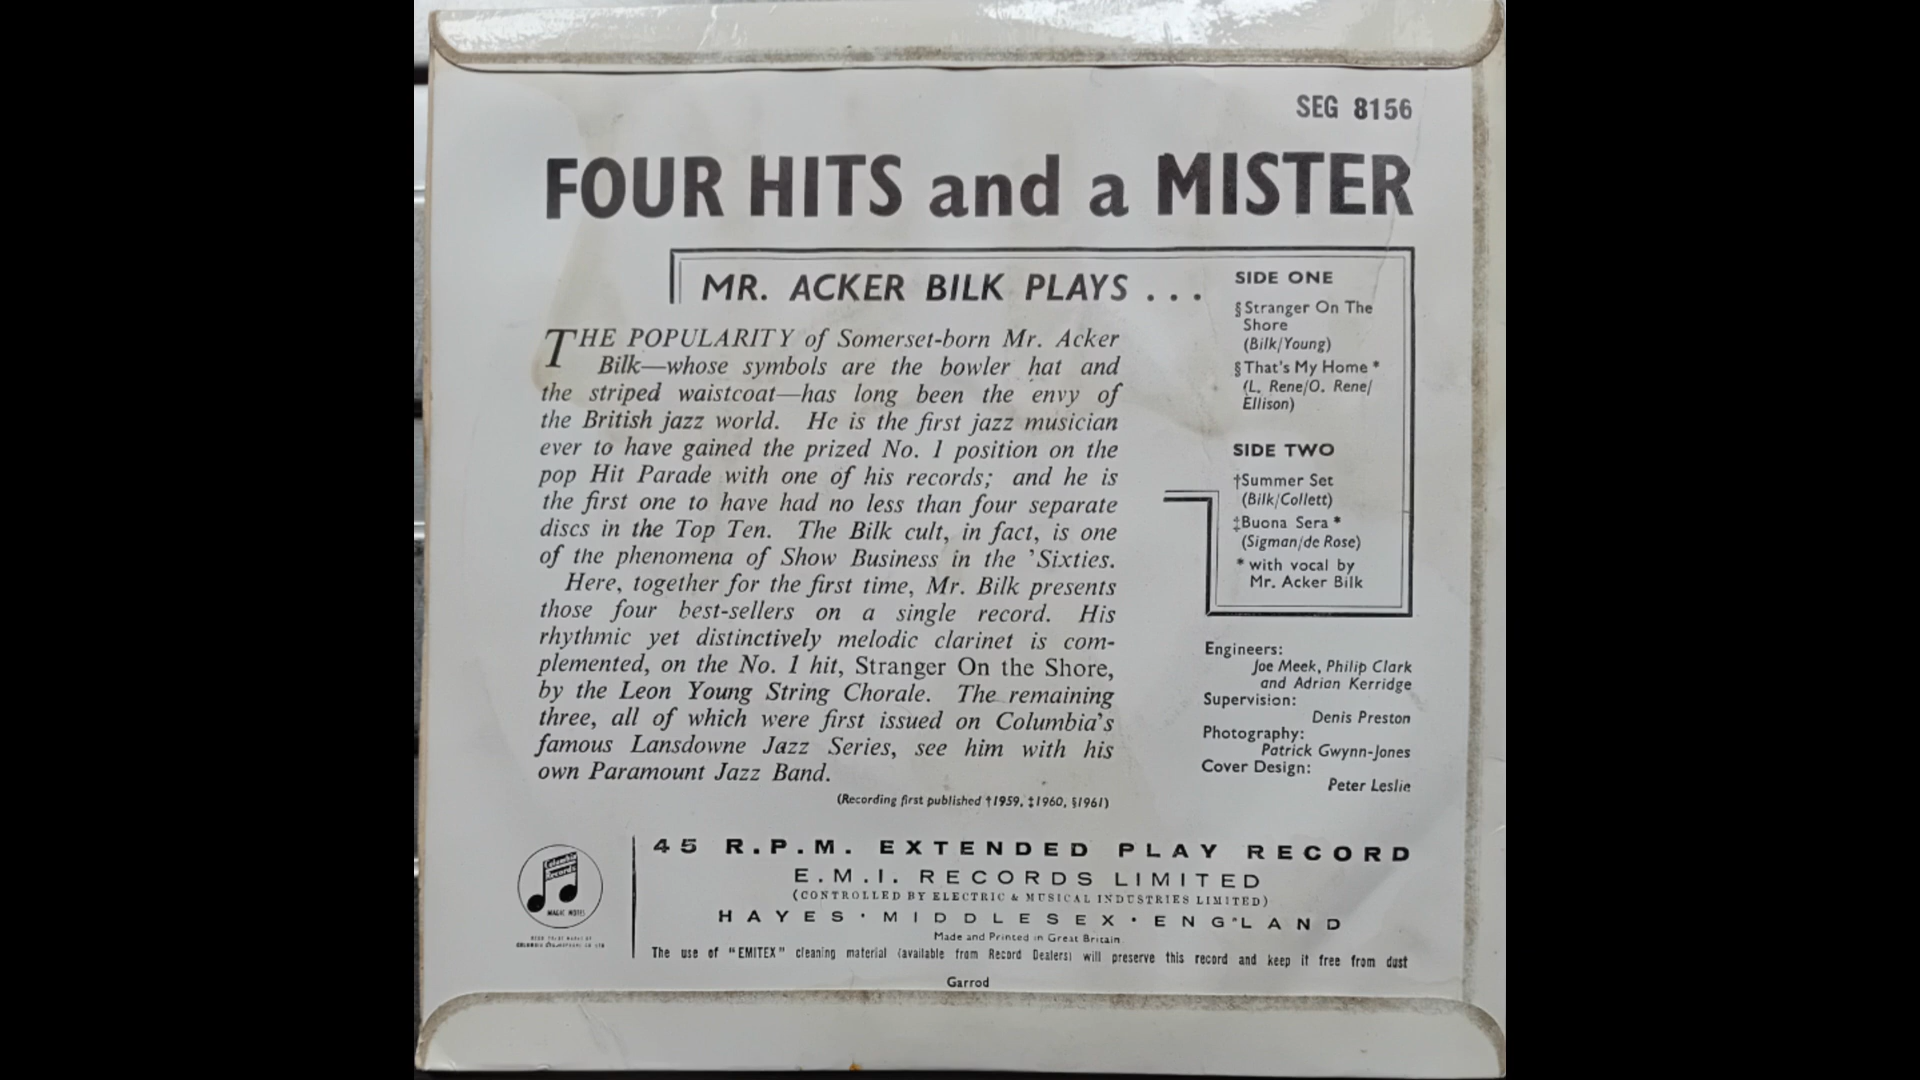 SEG 8156
FOUR HITS and a MISTER
MR. ACKER BILK PLAYS . . .
THE POPULARITY of Somerset-born Mr. Acker
Bilk—whose symbols are the bowler hat and
the striped waistcoat—has long been the envy of
the British jazz world. He is the first jazz musician
ever to have gained the prized No. 1 position on the
pop Hit Parade with one of his records; and he is
the first one to have had no less than four separate
discs in the Top Ten. The Bilk cult, in fact, is one
of the phenomena of Show Business in the 'Sixties.
Here, together for the first time, Mr. Bilk presents
those four best-sellers on a single record. His
rhythmic yet distinctively melodic clarinet is com-
plemented, on the No. 1 hit, Stranger On the Shore,
by the Leon Young String Chorale. The remaining
three, all of which were first issued on Columbia's
famous Lansdowne Jazz Series, see him with his
own Paramount Jazz Band.
(Recording first published †1959, ‡1960, §1961)
SIDE ONE
§Stranger On The
Shore
(Bilk/Young)
§That's My Home *
(L. Rene/O. Rene/
Ellison)
SIDE TWO
†Summer Set
(Bilk/Collett)
‡Buona Sera *
(Sigman/de Rose)
* with vocal by
Mr. Acker Bilk
Engineers:
Joe Meek, Philip Clark
and Adrian Kerridge
Supervision:
Denis Preston
Photography:
Patrick Gwynn-Jones
Cover Design:
Peter Leslie
Columbia
Records
MAGIC NOTES
45 R.P.M. EXTENDED PLAY RECORD
E.M.I. RECORDS LIMITED
(CONTROLLED BY ELECTRIC & MUSICAL INDUSTRIES LIMITED)
HAYES · MIDDLESEX · ENGLAND
Made and Printed in Great Britain
The use of "EMITEX" cleaning material (available from Record Dealers) will preserve this record and keep it free from dust
Garrod